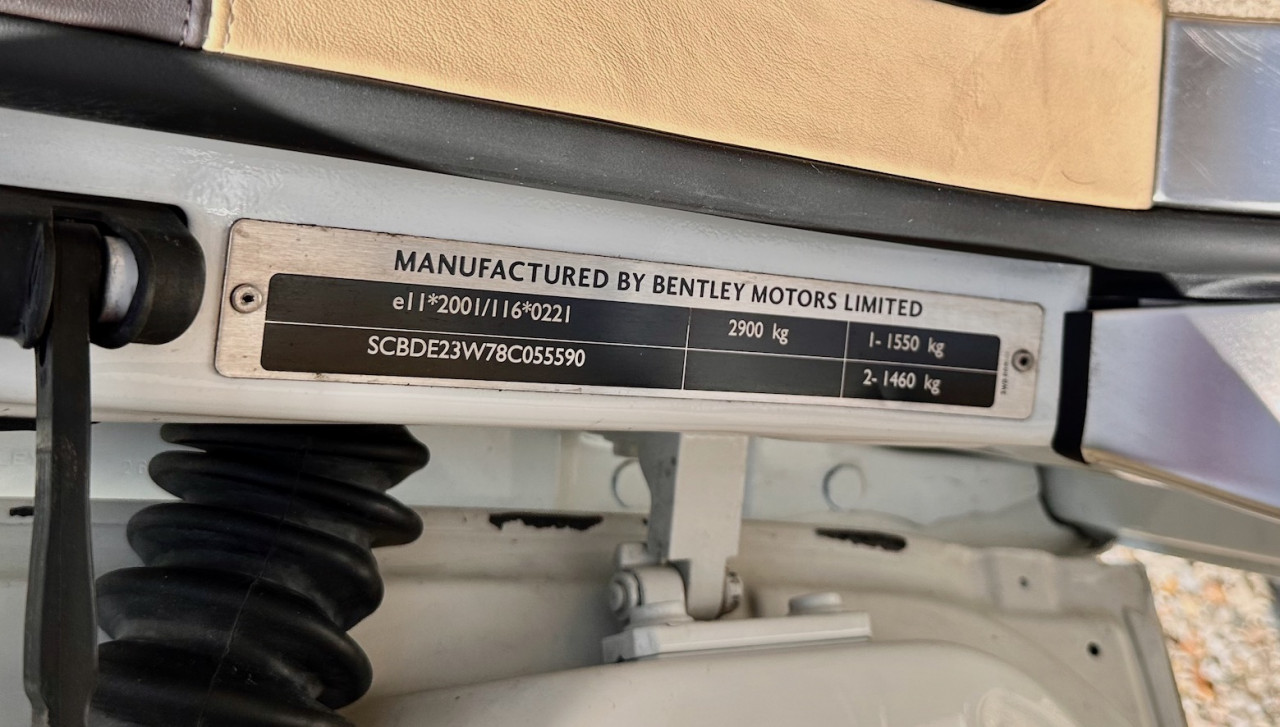 MANUFACTURED BY BENTLEY MOTORS LIMITED
e11*2001/116*0221
2900 kg
1- 1550 kg
SCBDE23W78C055590
2- 1460 kg